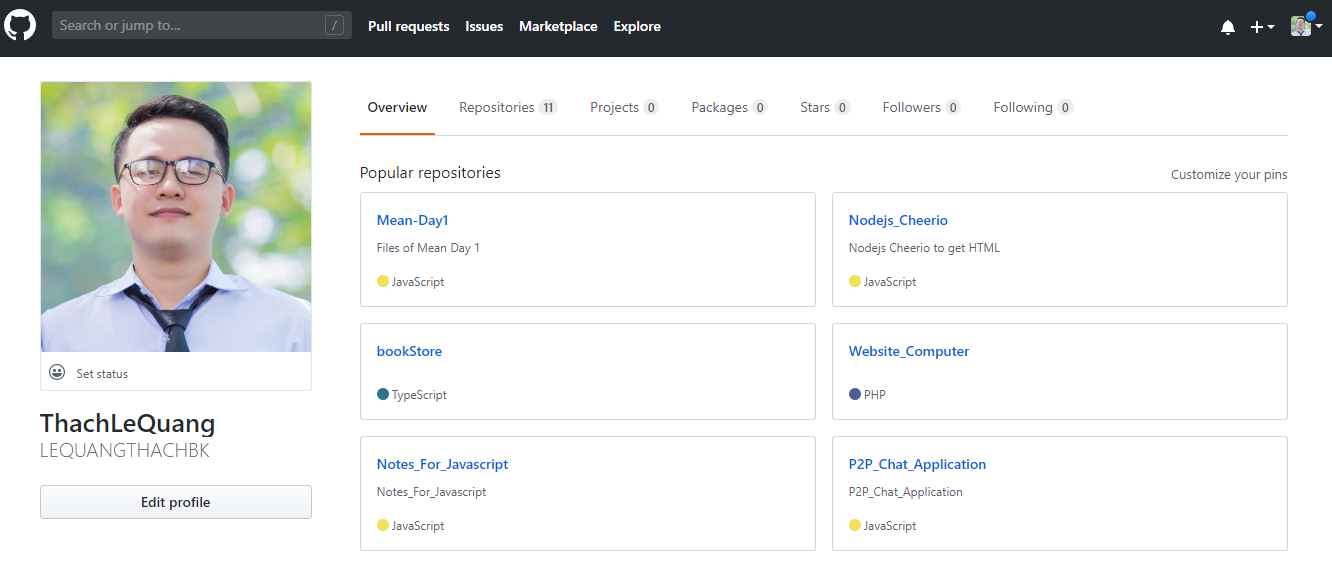 Search or jump to... /
Pull requests Issues Marketplace Explore
Overview Repositories 11 Projects 0 Packages 0 Stars 0 Followers 0 Following 0
Popular repositories
Customize your pins
Mean-Day1
Files of Mean Day 1
JavaScript
Nodejs_Cheerio
Nodejs Cheerio to get HTML
JavaScript
bookStore
TypeScript
Website_Computer
PHP
Notes_For_Javascript
Notes_For_Javascript
JavaScript
P2P_Chat_Application
P2P_Chat_Application
JavaScript
Set status
ThachLeQuang
LEQUANGTHACHBK
Edit profile